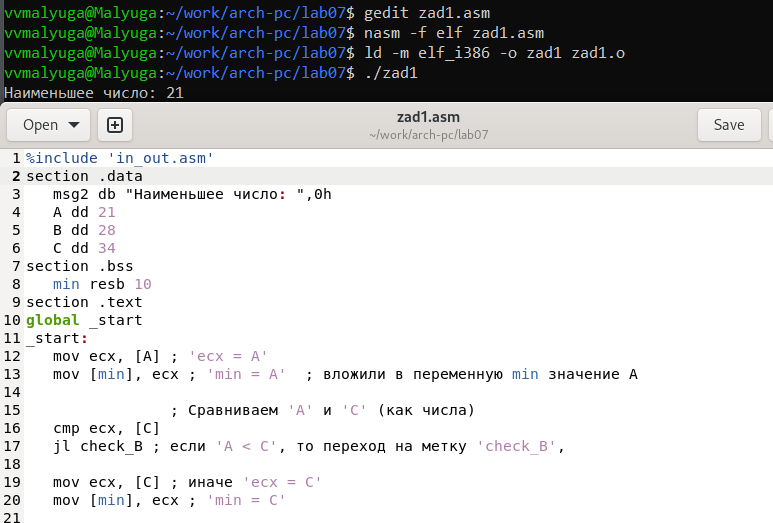 vvmalyuga@Malyuga:~/work/arch-pc/lab07$ gedit zad1.asm
vvmalyuga@Malyuga:~/work/arch-pc/lab07$ nasm -f elf zad1.asm
vvmalyuga@Malyuga:~/work/arch-pc/lab07$ ld -m elf_i386 -o zad1 zad1.o
vvmalyuga@Malyuga:~/work/arch-pc/lab07$ ./zad1
Наименьшее число: 21
Open zad1.asm Save
~/work/arch-pc/lab07
1 %include 'in_out.asm'
2 section .data
3 msg2 db "Наименьшее число: ",0h
4 A dd 21
5 B dd 28
6 C dd 34
7 section .bss
8 min resb 10
9 section .text
10 global _start
11 _start:
12 mov ecx, [A] ; 'ecx = A'
13 mov [min], ecx ; 'min = A' ; вложили в переменную min значение A
14
15 ; Сравниваем 'A' и 'C' (как числа)
16 cmp ecx, [C]
17 jl check_B ; если 'A < C', то переход на метку 'check_B',
18
19 mov ecx, [C] ; иначе 'ecx = C'
20 mov [min], ecx ; 'min = C'
21